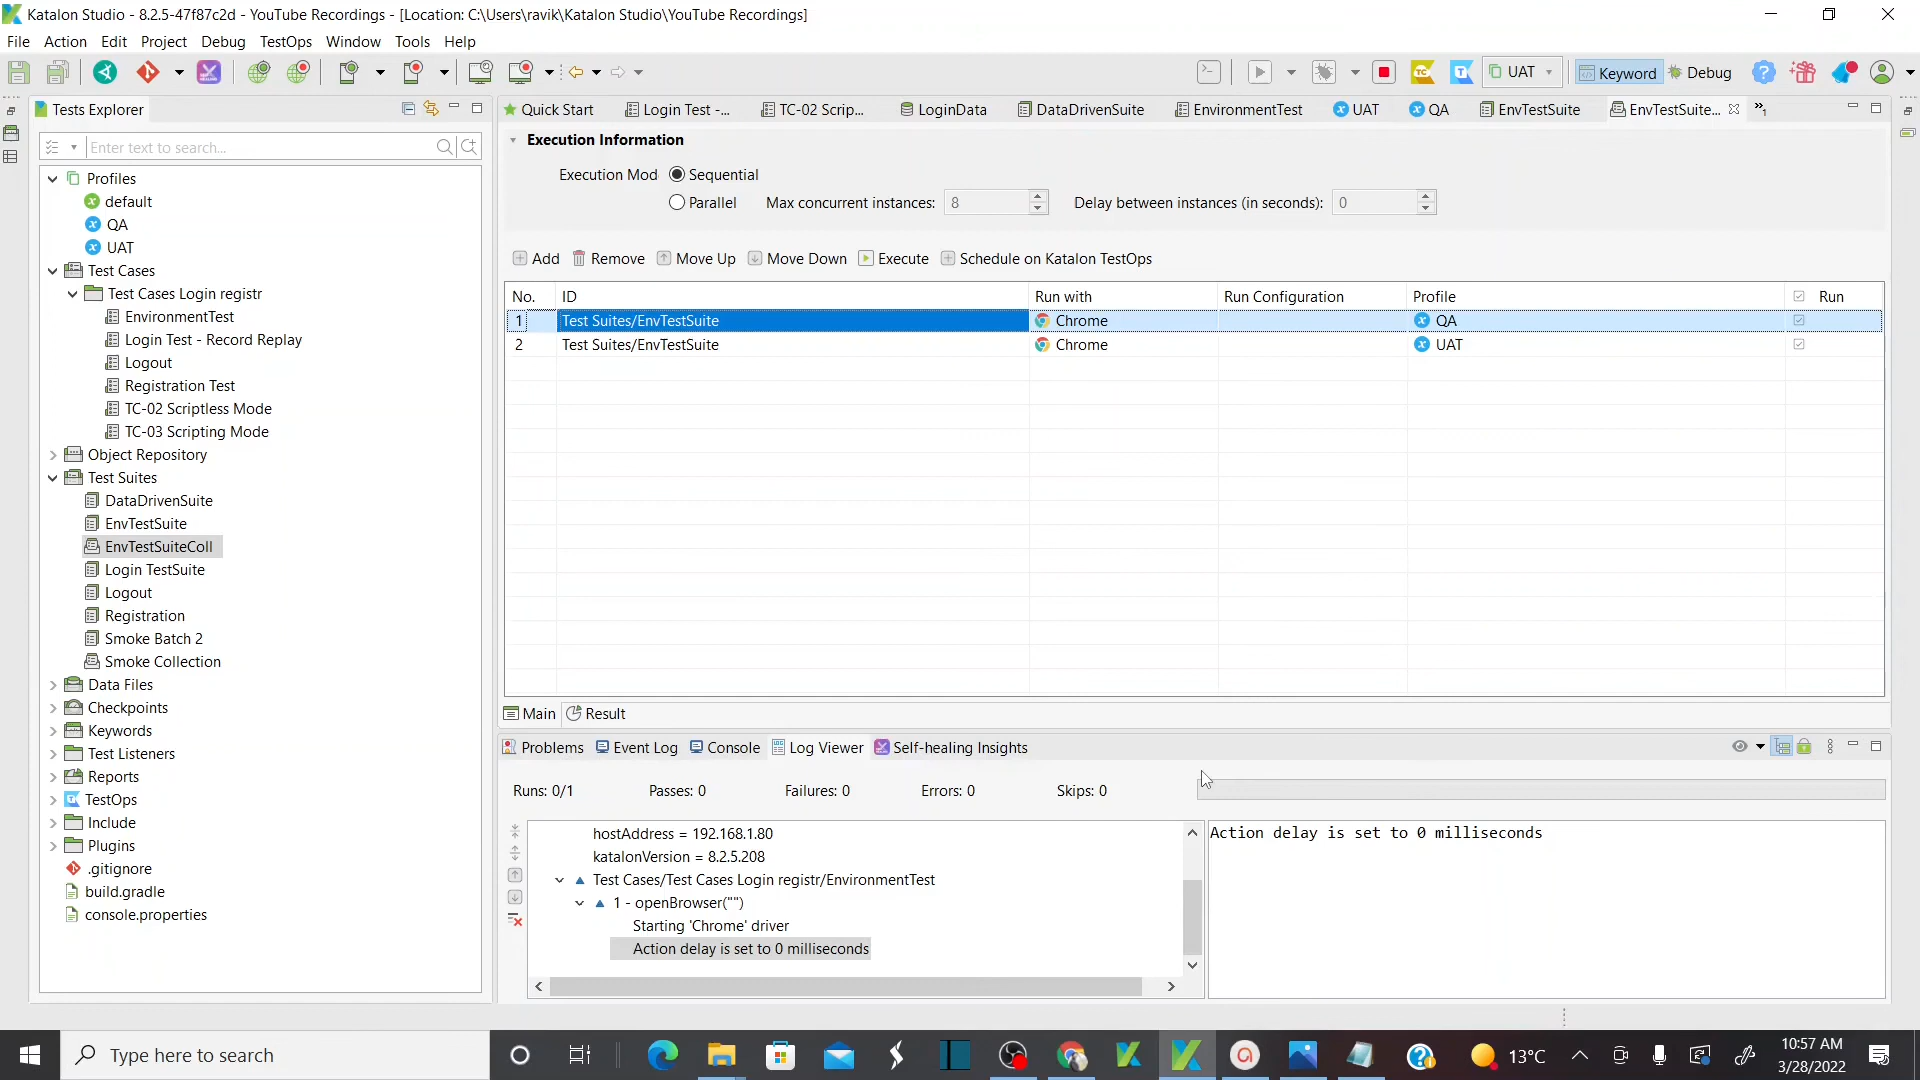 Katalon Studio - 8.2.5-47f87c2d - YouTube Recordings - [Location: C:\Users\ravik\Katalon Studio\YouTube Recordings]
File Action Edit Project Debug TestOps Window Tools Help
UAT Keyword Debug
Tests Explorer
Enter text to search...
Profiles
default
QA
UAT
Test Cases
Test Cases Login registr
EnvironmentTest
Login Test - Record Replay
Logout
Registration Test
TC-02 Scriptless Mode
TC-03 Scripting Mode
Object Repository
Test Suites
DataDrivenSuite
EnvTestSuite
EnvTestSuiteColl
Login TestSuite
Logout
Registration
Smoke Batch 2
Smoke Collection
Data Files
Checkpoints
Keywords
Test Listeners
Reports
TestOps
Include
Plugins
.gitignore
build.gradle
console.properties
Quick Start Login Test -... TC-02 Scrip... LoginData DataDrivenSuite EnvironmentTest UAT QA EnvTestSuite EnvTestSuite... »1
Execution Information
Execution Mod Sequential
Parallel Max concurrent instances: 8 Delay between instances (in seconds): 0
Add Remove Move Up Move Down Execute Schedule on Katalon TestOps
No. ID Run with Run Configuration Profile Run
1 Test Suites/EnvTestSuite Chrome QA
2 Test Suites/EnvTestSuite Chrome UAT
Main Result
Problems Event Log Console Log Viewer Self-healing Insights
Runs: 0/1 Passes: 0 Failures: 0 Errors: 0 Skips: 0
hostAddress = 192.168.1.80
katalonVersion = 8.2.5.208
Test Cases/Test Cases Login registr/EnvironmentTest
1 - openBrowser("")
Starting 'Chrome' driver
Action delay is set to 0 milliseconds
Action delay is set to 0 milliseconds
Type here to search
13°C
10:57 AM
3/28/2022